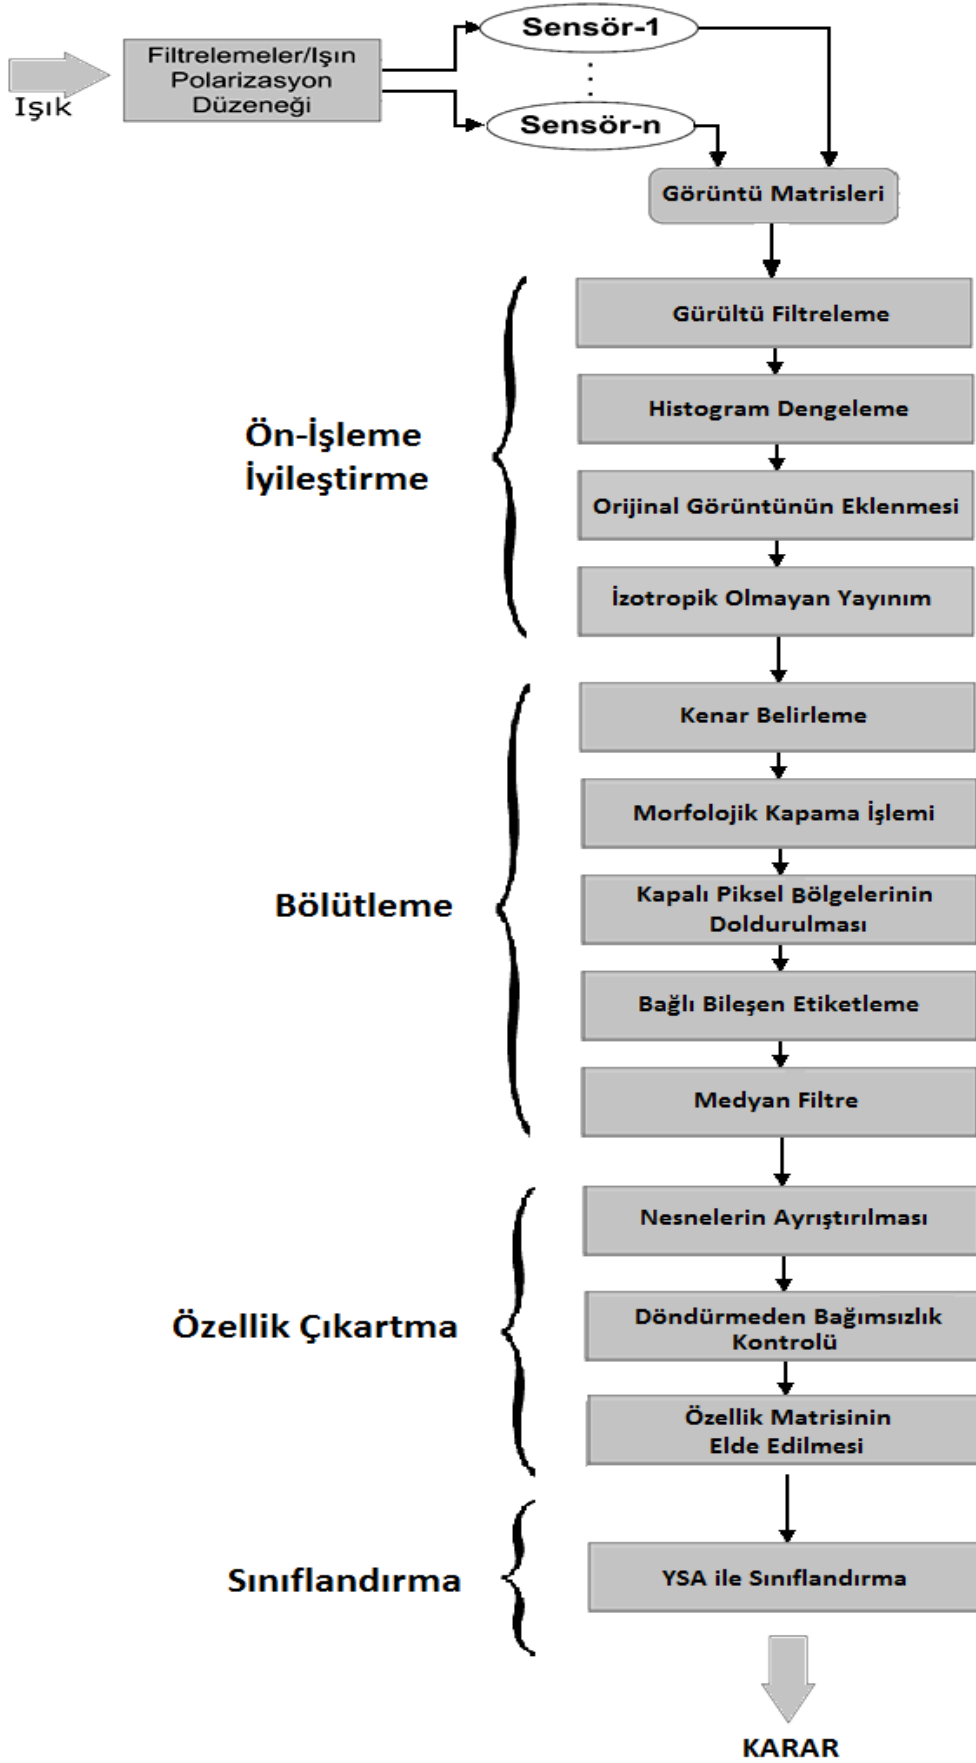 Işık
Filtrelemeler/Işın
Polarizasyon
Düzeneği
Sensör-1
Sensör-n
Görüntü Matrisleri
Ön-İşleme
İyileştirme
Gürültü Filtreleme
Histogram Dengeleme
Orijinal Görüntünün Eklenmesi
İzotropik Olmayan Yayınım
Bölütleme
Kenar Belirleme
Morfolojik Kapama İşlemi
Kapalı Piksel Bölgelerinin
Doldurulması
Bağlı Bileşen Etiketleme
Medyan Filtre
Özellik Çıkartma
Nesnelerin Ayrıştırılması
Döndürmeden Bağımsızlık
Kontrolü
Özellik Matrisinin
Elde Edilmesi
Sınıflandırma
YSA ile Sınıflandırma
KARAR